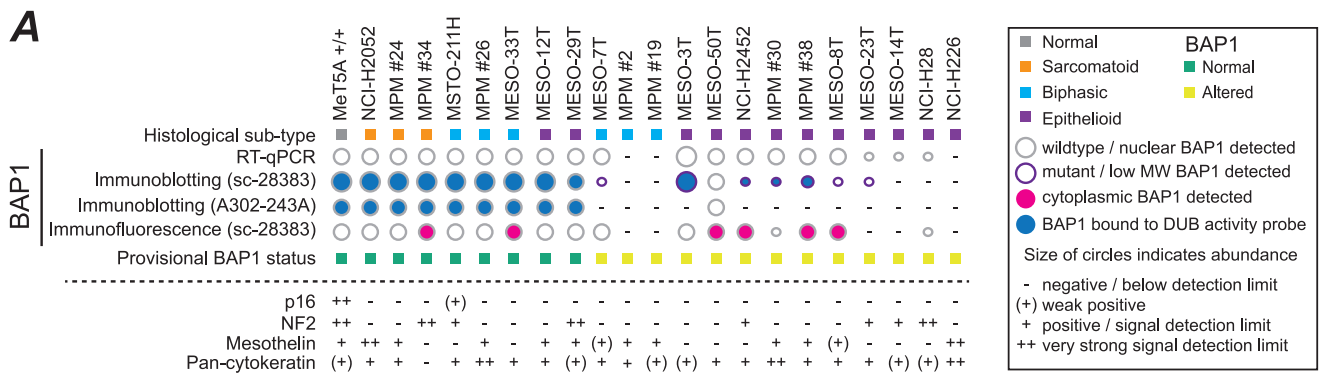 A
MeT5A +/+
NCI-H2052
MPM #24
MPM #34
MSTO-211H
MPM #26
MESO-33T
MESO-12T
MESO-29T
MESO-7T
MPM #2
MPM #19
MESO-3T
MESO-50T
NCI-H2452
MPM #30
MPM #38
MESO-8T
MESO-23T
MESO-14T
NCI-H28
NCI-H226
Histological sub-type
BAP1
RT-qPCR - - -
Immunoblotting (sc-28383) - - - - -
Immunoblotting (A302-243A) - - - - - - - - - - - -
Immunofluorescence (sc-28383) - - - - -
Provisional BAP1 status
p16 ++ - - - (+) - - - - - - - - - - - - - - - - -
NF2 ++ - - ++ + - - - ++ - - - - - + - - - + + ++ -
Mesothelin + ++ + - - + - + + (+) + + - - - + + (+) - - - ++
Pan-cytokeratin (+) + + - + ++ + + (+) + + (+) (+) + + ++ + + + (+) (+) ++
Normal
Sarcomatoid
Biphasic
Epithelioid
BAP1
Normal
Altered
wildtype / nuclear BAP1 detected
mutant / low MW BAP1 detected
cytoplasmic BAP1 detected
BAP1 bound to DUB activity probe
Size of circles indicates abundance
- negative / below detection limit
(+) weak positive
+ positive / signal detection limit
++ very strong signal detection limit